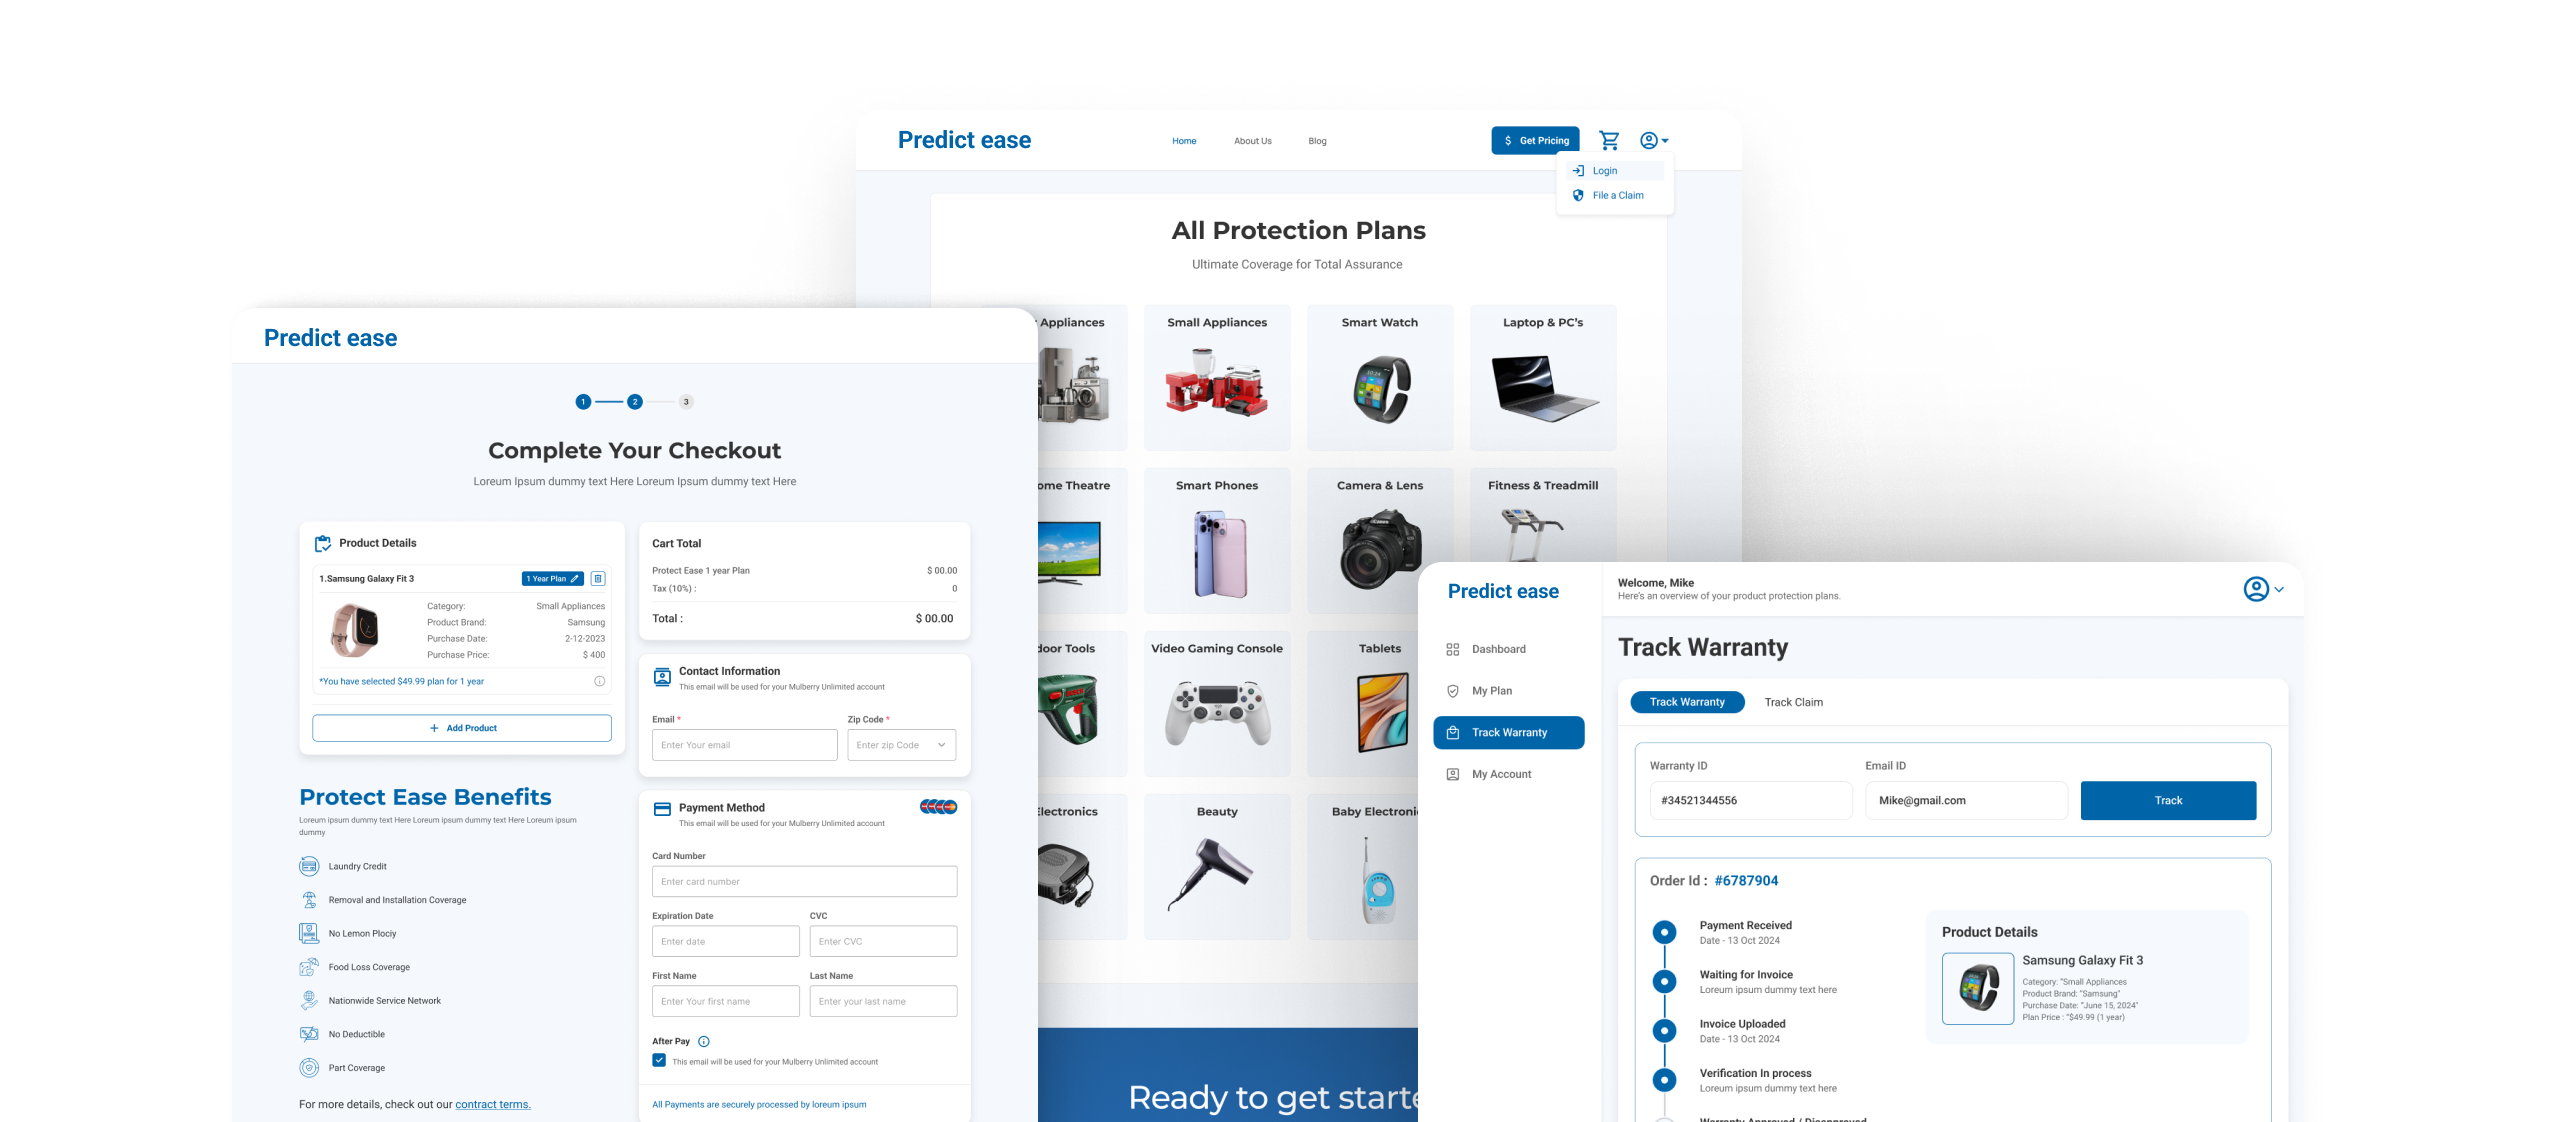 Predict ease
Home
About Us
Blog
$ Get Pricing
Login
File a Claim
All Protection Plans
Ultimate Coverage for Total Assurance
Appliances
Small Appliances
Smart Watch
Laptop & PC's
ome Theatre
Smart Phones
Camera & Lens
Fitness & Treadmill
door Tools
Video Gaming Console
Tablets
lectronics
Beauty
Baby Electroni
Ready to get starte
Predict ease
1
2
3
Complete Your Checkout
Loreum Ipsum dummy text Here Loreum Ipsum dummy text Here
Product Details
1.Samsung Galaxy Fit 3
1 Year Plan
Category: Small Appliances
Product Brand: Samsung
Purchase Date: 2-12-2023
Purchase Price: $ 400
*You have selected $49.99 plan for 1 year
+ Add Product
Protect Ease Benefits
Lorem ipsum dummy text Here Loreum ipsum dummy text Here Loreum ipsum
dummy
Laundry Credit
Removal and Installation Coverage
No Lemon Plociy
Food Loss Coverage
Nationwide Service Network
No Deductible
Part Coverage
For more details, check out our contract terms.
Cart Total
Protect Ease 1 year Plan $ 00.00
Tax (10%) : 0
Total : $ 00.00
Contact Information
This email will be used for your Mulberry Unlimited account
Email *
Zip Code *
Enter Your email
Enter zip Code
Payment Method
This email will be used for your Mulberry Unlimited account
Card Number
Enter card number
Expiration Date
CVC
Enter date
Enter CVC
First Name
Last Name
Enter Your first name
Enter your last name
After Pay
This email will be used for your Mulberry Unlimited account
All Payments are securely processed by loreum ipsum
Predict ease
Dashboard
My Plan
Track Warranty
My Account
Welcome, Mike
Here's an overview of your product protection plans.
Track Warranty
Track Warranty
Track Claim
Warranty ID
Email ID
#34521344556
Mike@gmail.com
Track
Order Id : #6787904
Payment Received
Date - 13 Oct 2024
Waiting for Invoice
Loreum ipsum dummy text here
Invoice Uploaded
Date - 13 Oct 2024
Verification In process
Loreum ipsum dummy text here
Warranty Approved / Disapproved
Product Details
Samsung Galaxy Fit 3
Category: "Small Appliances
Product Brand: "Samsung"
Purchase Date: "June 15, 2024"
Plan Price : "$49.99 (1 year)